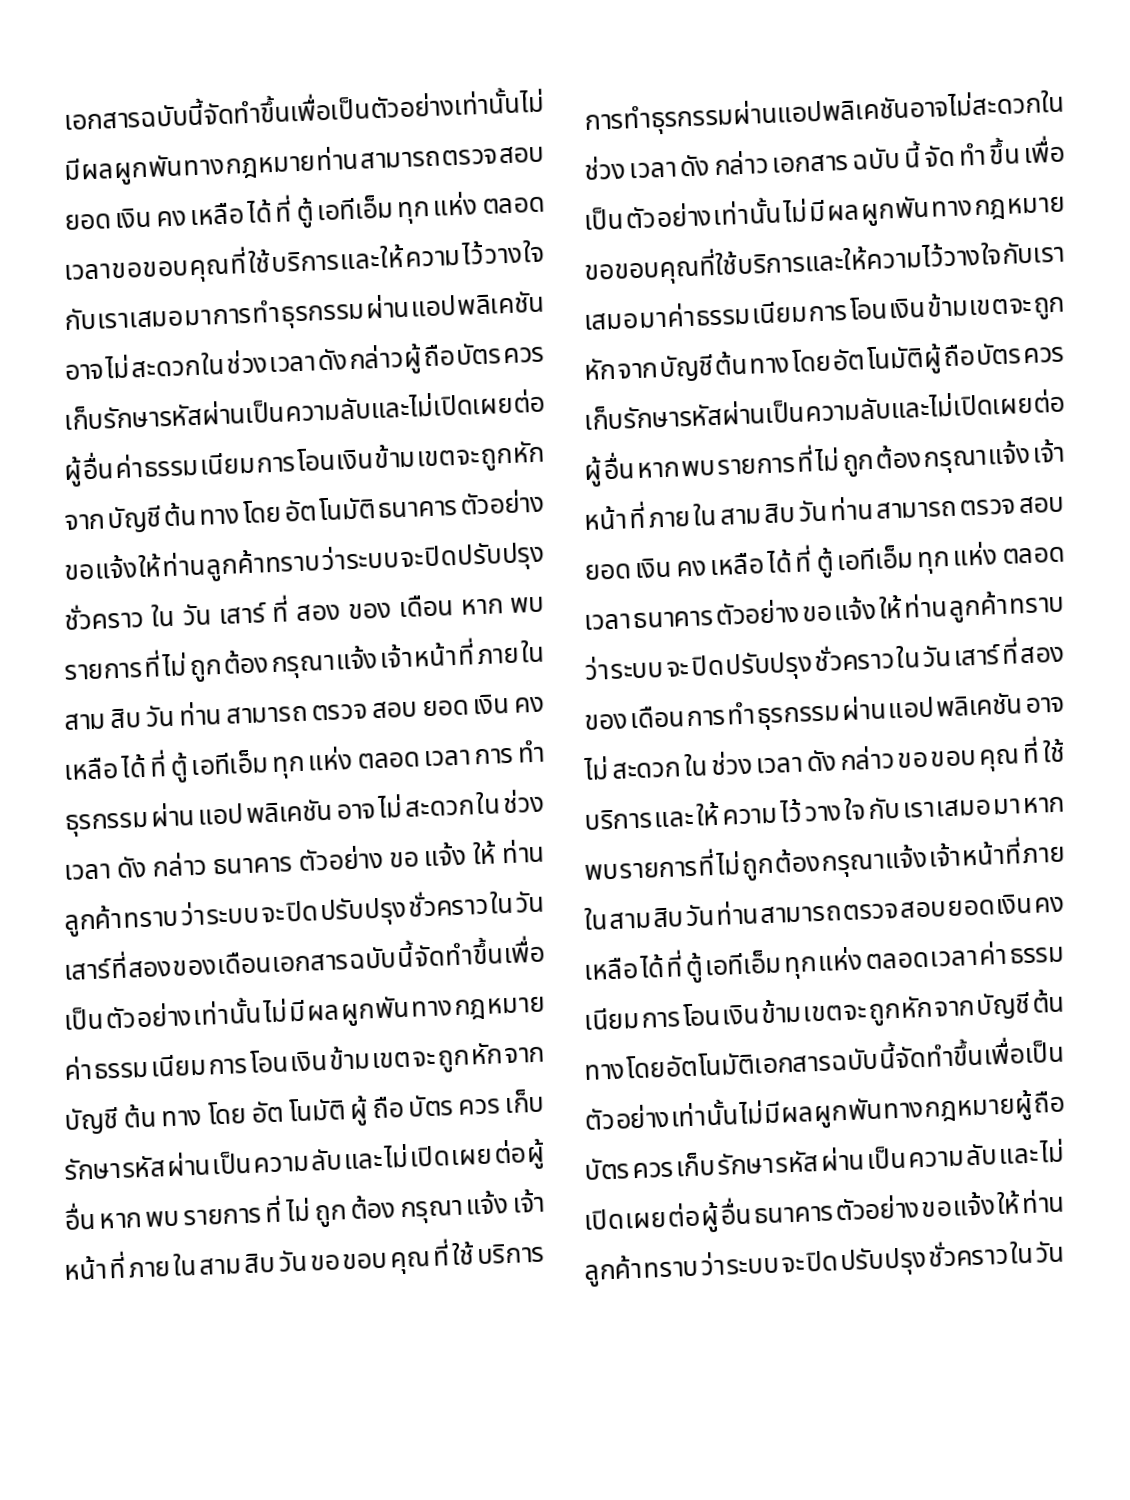 เอกสารฉบับนี้จัดทำขึ้นเพื่อเป็นตัวอย่างเท่านั้นไม่
มีผลผูกพันทางกฎหมายท่านสามารถตรวจสอบ
ยอด เงิน คง เหลือ ได้ ที่ ตู้ เอทีเอ็ม ทุก แห่ง ตลอด
เวลาขอขอบคุณที่ใช้บริการและให้ความไว้วางใจ
กับเราเสมอมาการทำธุรกรรมผ่านแอปพลิเคชัน
อาจไม่สะดวกในช่วงเวลาดังกล่าวผู้ถือบัตรควร
เก็บรักษารหัสผ่านเป็นความลับและไม่เปิดเผยต่อ
ผู้อื่นค่าธรรมเนียมการโอนเงินข้ามเขตจะถูกหัก
จาก บัญชี ต้น ทาง โดย อัต โนมัติ ธนาคาร ตัวอย่าง
ขอแจ้งให้ท่านลูกค้าทราบว่าระบบจะปิดปรับปรุง
ชั่วคราว ใน วัน เสาร์ ที่ สอง ของ เดือน หาก พบ
รายการที่ไม่ ถูกต้อง กรุณาแจ้ง เจ้าหน้าที่ ภายใน
สาม สิบ วัน ท่าน สามารถ ตรวจ สอบ ยอด เงิน คง
เหลือ ได้ ที่ ตู้ เอทีเอ็ม ทุก แห่ง ตลอด เวลา การ ทำ
ธุรกรรม ผ่าน แอป พลิเคชัน อาจ ไม่ สะดวก ใน ช่วง
เวลา ดัง กล่าว ธนาคาร ตัวอย่าง ขอ แจ้ง ให้ ท่าน
ลูกค้าทราบว่าระบบจะปิดปรับปรุงชั่วคราวในวัน
เสาร์ที่สองของเดือนเอกสารฉบับนี้จัดทำขึ้นเพื่อ
เป็นตัวอย่างเท่านั้นไม่มีผลผูกพันทางกฎหมาย
ค่าธรรมเนียมการโอนเงินข้ามเขตจะถูกหักจาก
บัญชี ต้น ทาง โดย อัต โนมัติ ผู้ ถือ บัตร ควร เก็บ
รักษารหัสผ่านเป็นความลับและไม่เปิดเผยต่อผู้
อื่น หาก พบ รายการ ที่ ไม่ ถูก ต้อง กรุณา แจ้ง เจ้า
หน้า ที่ ภาย ใน สาม สิบ วัน ขอ ขอบ คุณ ที่ ใช้ บริการ
การทำธุรกรรมผ่านแอปพลิเคชันอาจไม่สะดวกใน
ช่วง เวลา ดัง กล่าว เอกสาร ฉบับ นี้ จัด ทำ ขึ้น เพื่อ
เป็นตัวอย่างเท่านั้นไม่มีผลผูกพันทางกฎหมาย
ขอขอบคุณที่ใช้บริการและให้ความไว้วางใจกับเรา
เสมอมาค่าธรรมเนียมการโอนเงินข้ามเขตจะถูก
หักจากบัญชีต้นทางโดยอัตโนมัติผู้ถือบัตรควร
เก็บรักษารหัสผ่านเป็นความลับและไม่เปิดเผยต่อ
ผู้อื่น หากพบรายการที่ไม่ ถูกต้อง กรุณาแจ้ง เจ้า
หน้า ที่ ภาย ใน สาม สิบ วัน ท่าน สามารถ ตรวจ สอบ
ยอด เงิน คง เหลือ ได้ ที่ ตู้ เอทีเอ็ม ทุก แห่ง ตลอด
เวลา ธนาคาร ตัวอย่าง ขอ แจ้ง ให้ ท่าน ลูกค้า ทราบ
ว่า ระบบ จะ ปิด ปรับปรุง ชั่วคราว ใน วัน เสาร์ ที่ สอง
ของ เดือน การ ทำ ธุรกรรม ผ่าน แอป พลิเคชัน อาจ
ไม่ สะดวก ใน ช่วง เวลา ดัง กล่าว ขอ ขอบ คุณ ที่ ใช้
บริการ และ ให้ ความ ไว้ วาง ใจ กับ เรา เสมอ มา หาก
พบรายการที่ไม่ถูกต้องกรุณาแจ้งเจ้าหน้าที่ภาย
ในสามสิบวันท่านสามารถตรวจสอบยอดเงินคง
เหลือ ได้ ที่ ตู้ เอทีเอ็ม ทุก แห่ง ตลอด เวลา ค่า ธรรม
เนียม การ โอน เงิน ข้าม เขต จะ ถูก หัก จาก บัญชี ต้น
ทางโดยอัตโนมัติเอกสารฉบับนี้จัดทำขึ้นเพื่อเป็น
ตัวอย่างเท่านั้นไม่มีผลผูกพันทางกฎหมายผู้ถือ
บัตร ควร เก็บ รักษา รหัส ผ่าน เป็น ความ ลับ และ ไม่
เปิดเผยต่อผู้อื่นธนาคารตัวอย่างขอแจ้งให้ท่าน
ลูกค้าทราบว่าระบบจะปิดปรับปรุงชั่วคราวในวัน